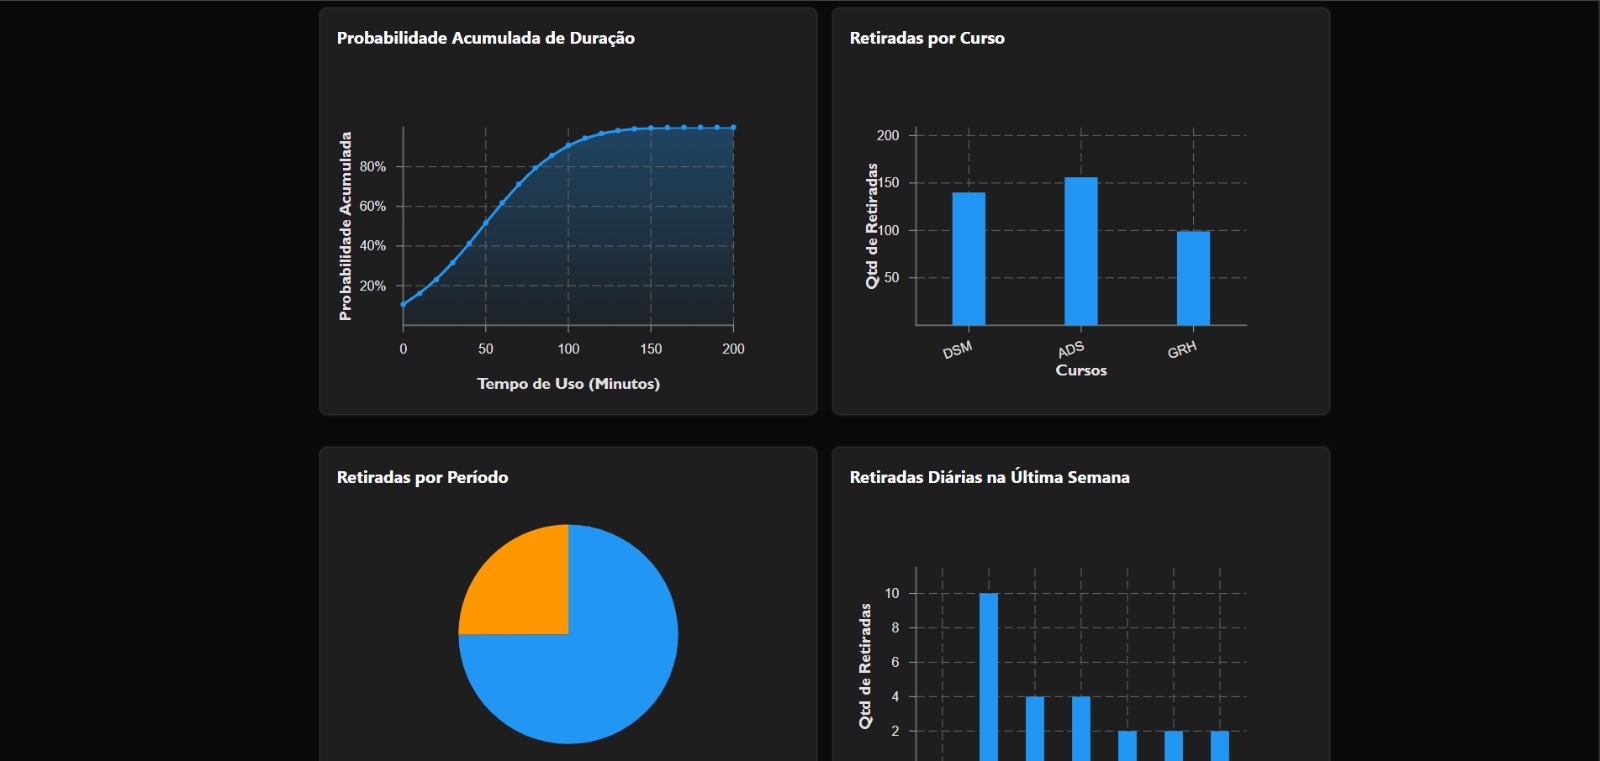 Probabilidade Acumulada de Duração
Probabilidade Acumulada
80%
60%
40%
20%
0 50 100 150 200
Tempo de Uso (Minutos)
Retiradas por Curso
Qtd de Retiradas
200
150
100
50
DSM ADS GRH
Cursos
Retiradas por Período
Retiradas Diárias na Última Semana
Qtd de Retiradas
10
8
6
4
2